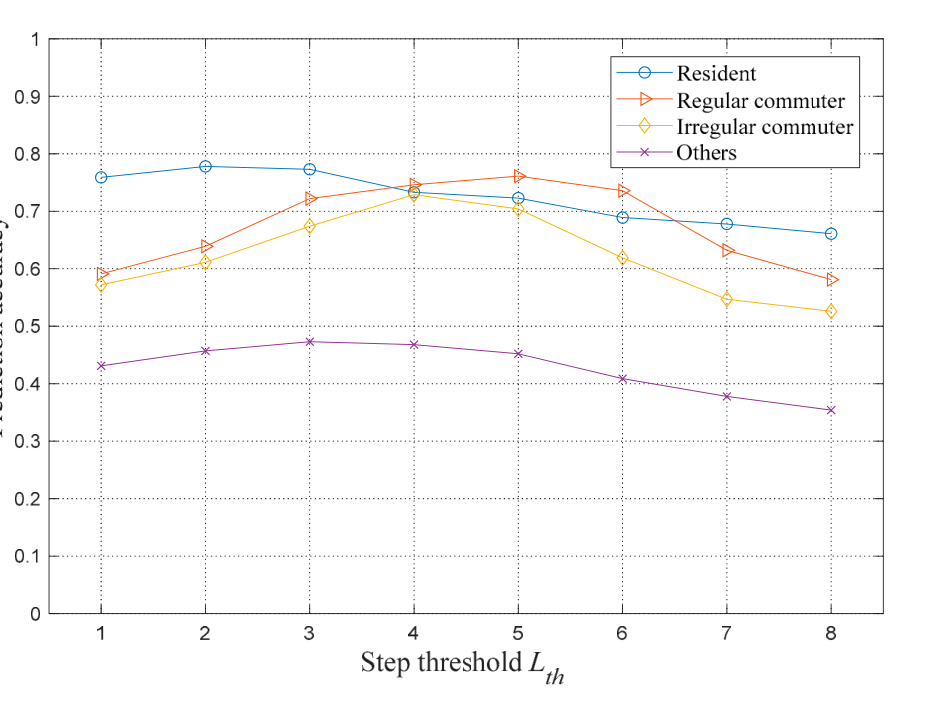 1
0.9
0.8
0.7
0.6
0.5
0.4
0.3
0.2
0.1
0
1 2 3 4 5 6 7 8
Step threshold L_th
Resident
Regular commuter
Irregular commuter
Others